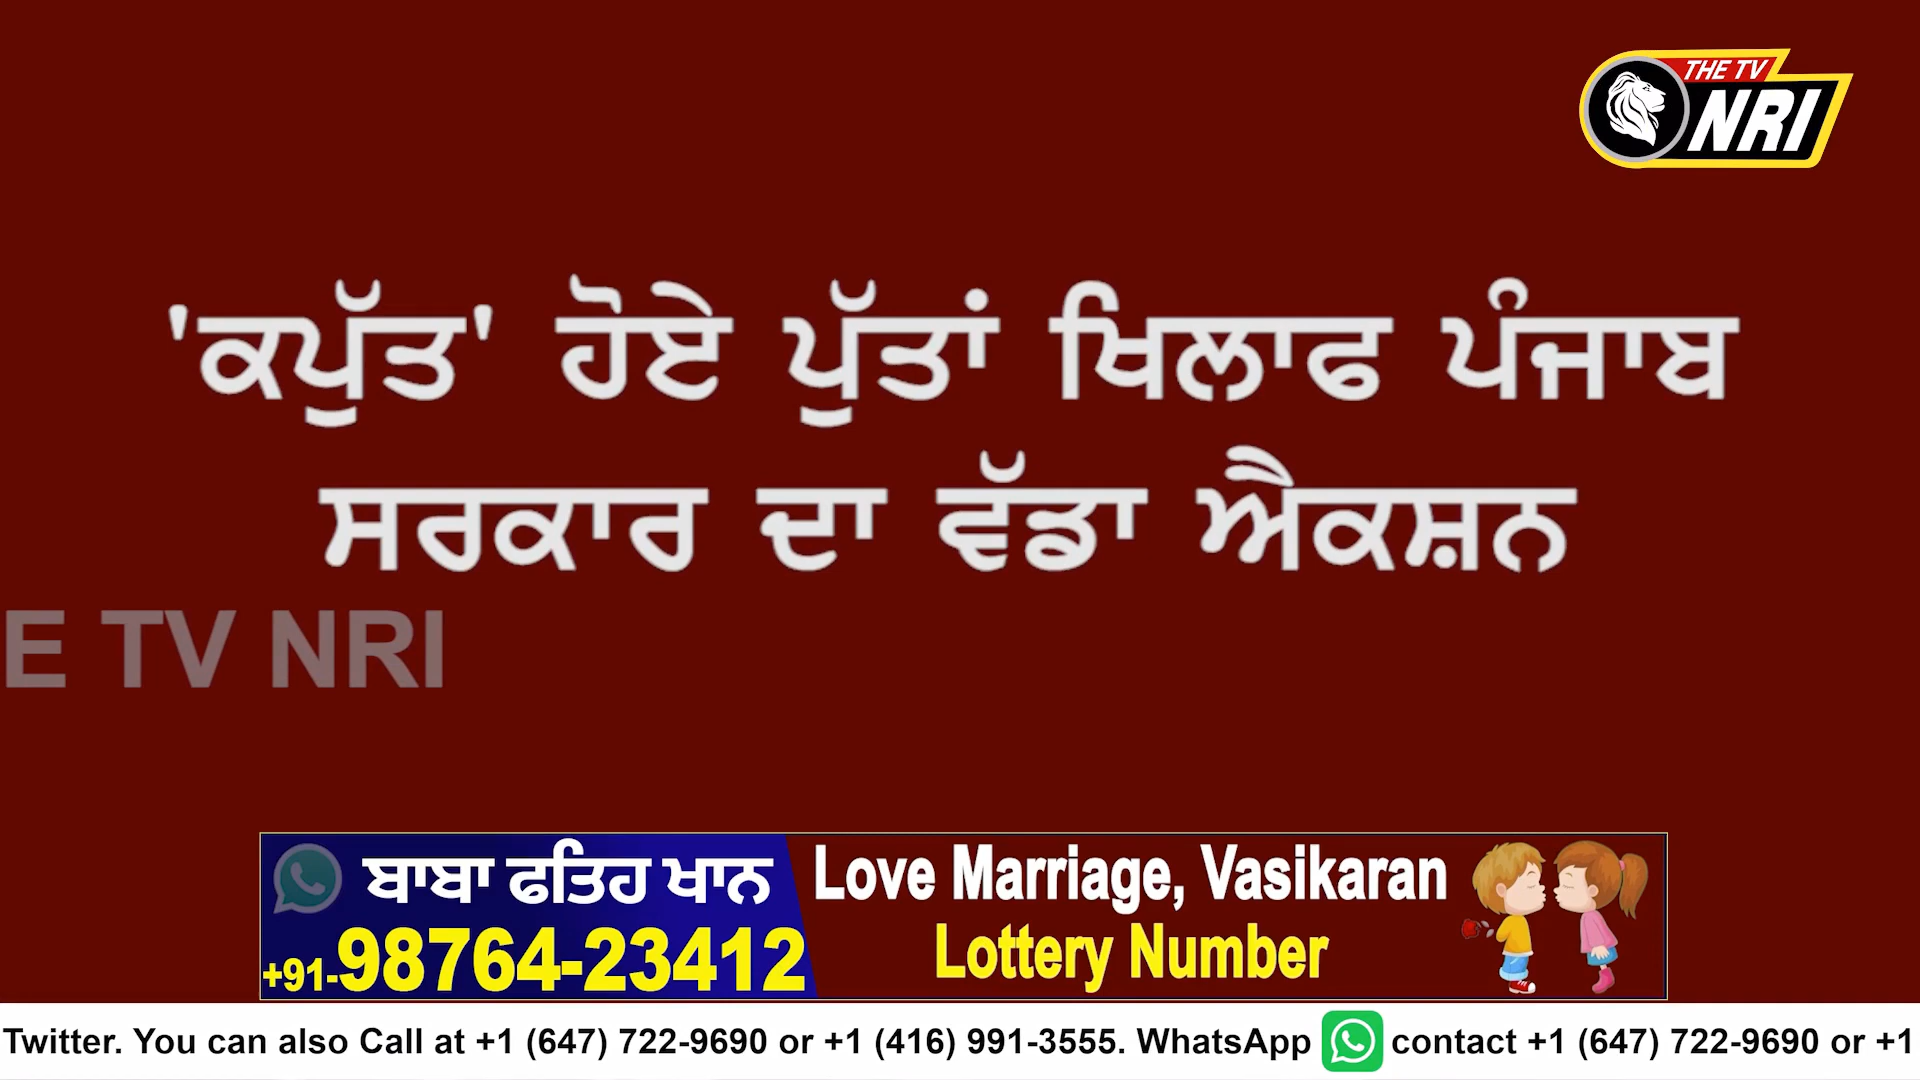 THE TV
NRI
'ਕਪੁੱਤ' ਹੋਏ ਪੁੱਤਾਂ ਖਿਲਾਫ ਪੰਜਾਬ
ਸਰਕਾਰ ਦਾ ਵੱਡਾ ਐਕਸ਼ਨ
E TV NRI
ਬਾਬਾ ਫਤਿਹ ਖਾਨ
+91-98764-23412
Love Marriage, Vasikaran
Lottery Number
Twitter. You can also Call at +1 (647) 722-9690 or +1 (416) 991-3555. WhatsApp contact +1 (647) 722-9690 or +1